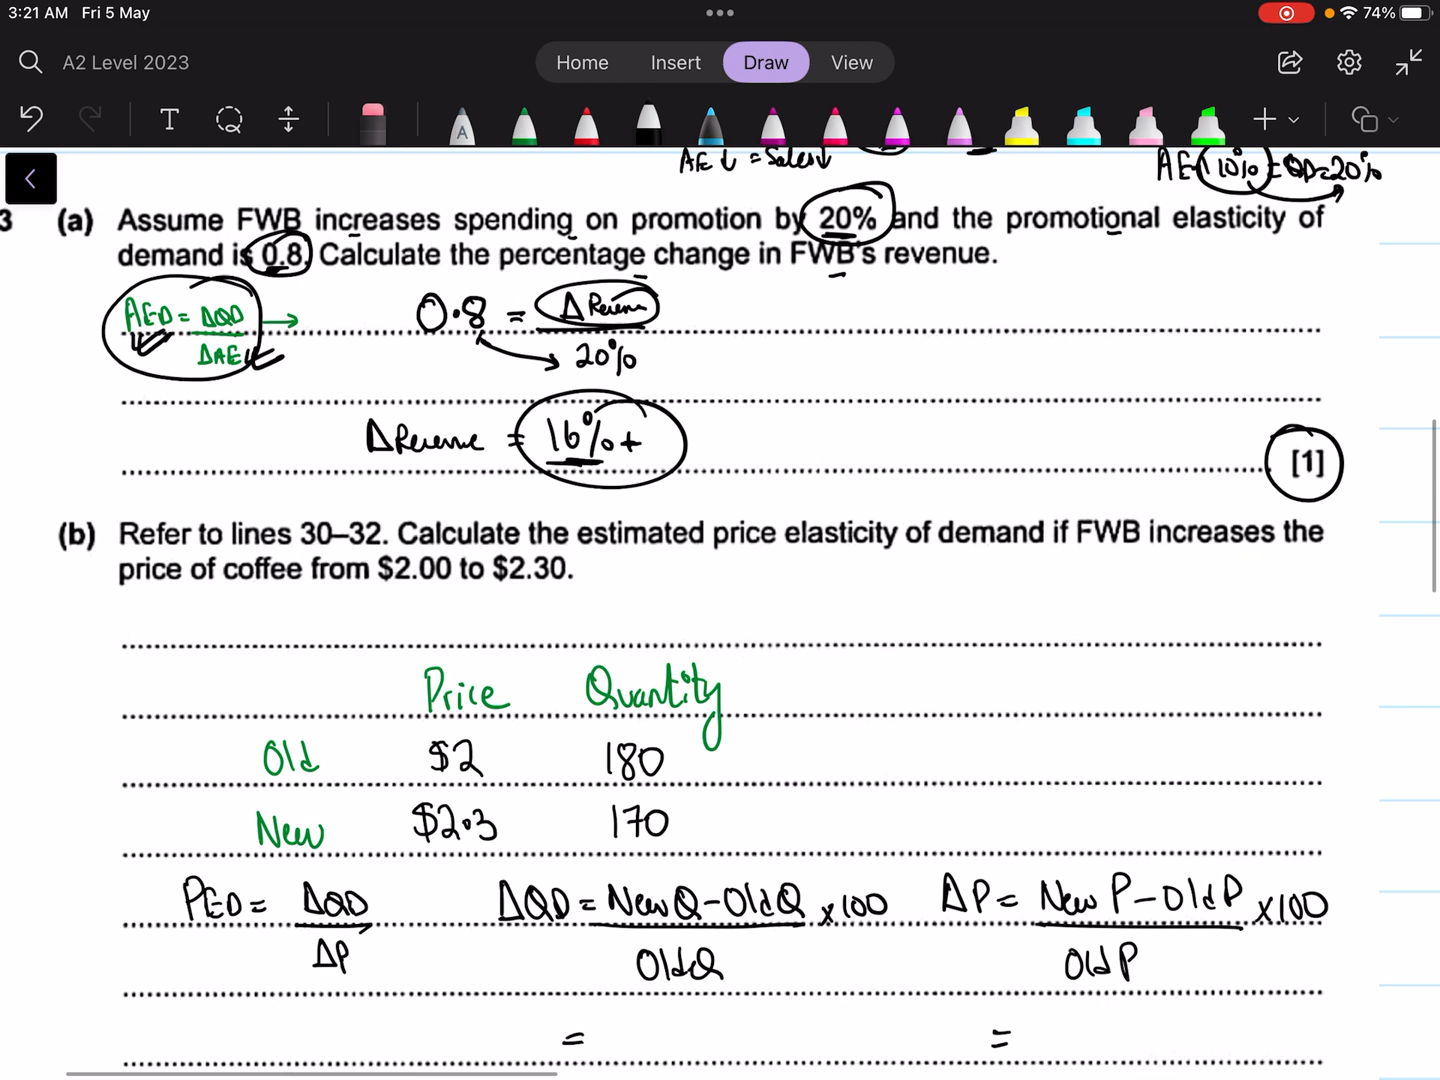 3:21 AM Fri 5 May
74%
A2 Level 2023
Home Insert Draw View
T
A
AE↓ = Sales↓
AE↑10% = QD=20%
3 (a) Assume FWB increases spending on promotion by 20% and the promotional elasticity of
demand is 0.8. Calculate the percentage change in FWB's revenue.
AED = ΔQD
ΔAE
0.8 = Δ Revenue
20%
Δ Revenue = 16% +
[1]
(b) Refer to lines 30–32. Calculate the estimated price elasticity of demand if FWB increases the
price of coffee from $2.00 to $2.30.
Price Quantity
Old $2 180
New $2.3 170
PED = ΔQD ΔQD = New Q - Old Q x100 ΔP = New P - Old P x100
ΔP Old Q Old P
= =